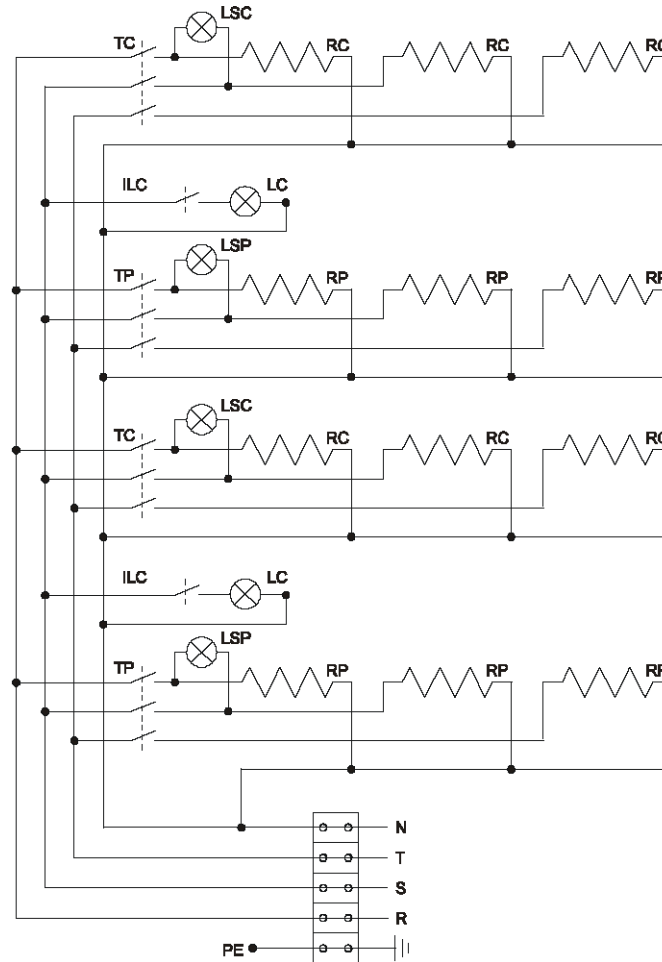 LSC
TC RC RC RC
ILC LC
LSP
TP RP RP RP
LSC
TC RC RC RC
ILC LC
LSP
TP RP RP RP
N
T
S
R
PE